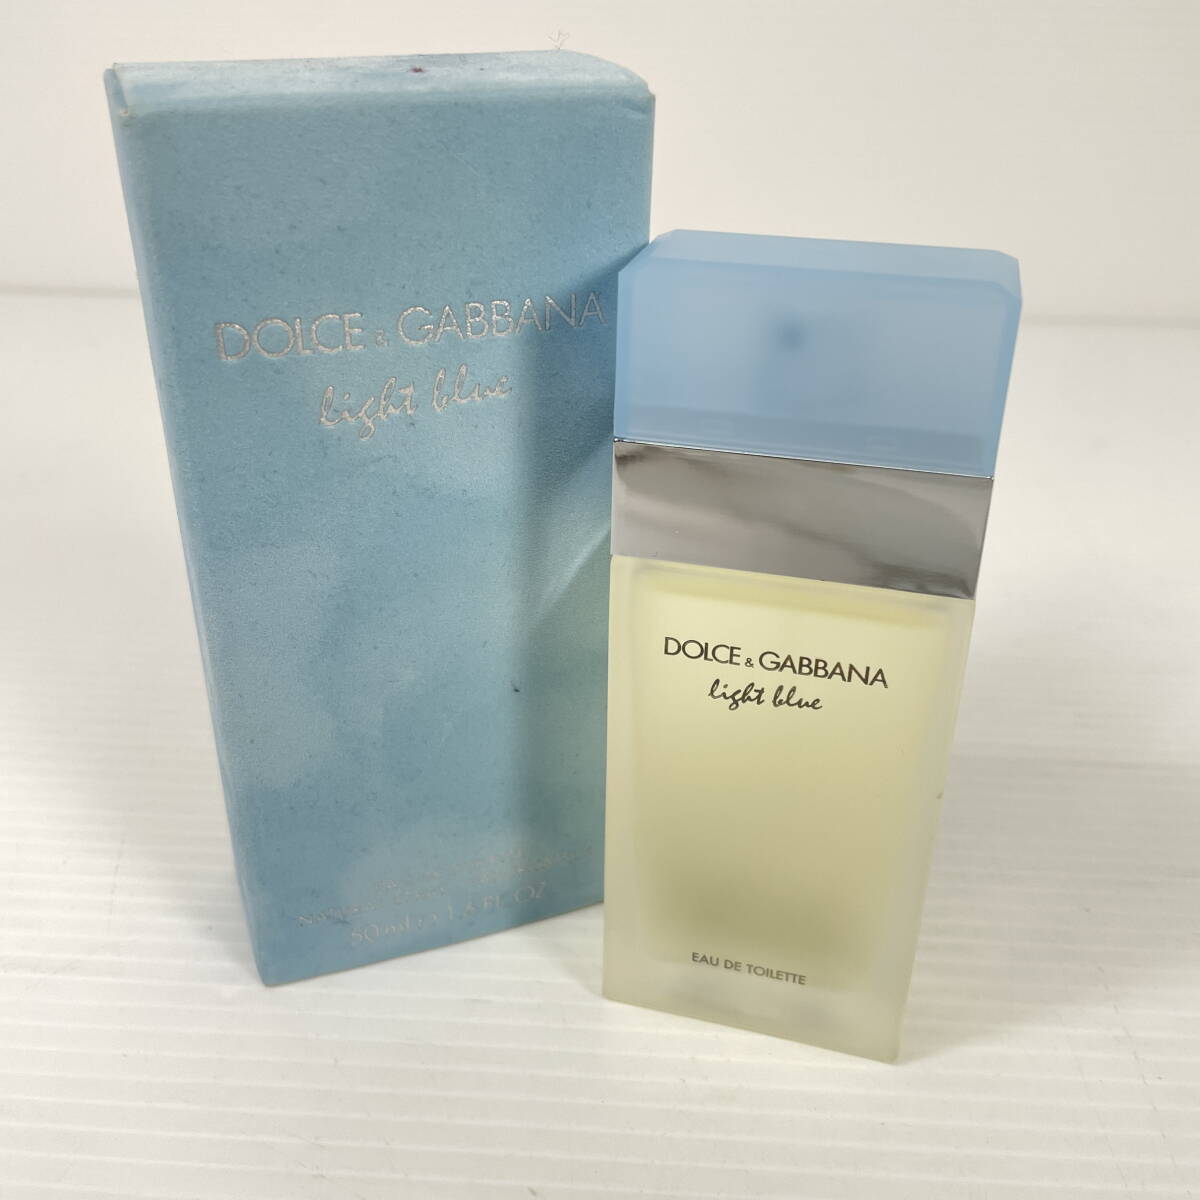 DOLCE & GABBANA
light blue
50 ml e 1.6 FL.OZ
DOLCE & GABBANA
light blue
EAU DE TOILETTE